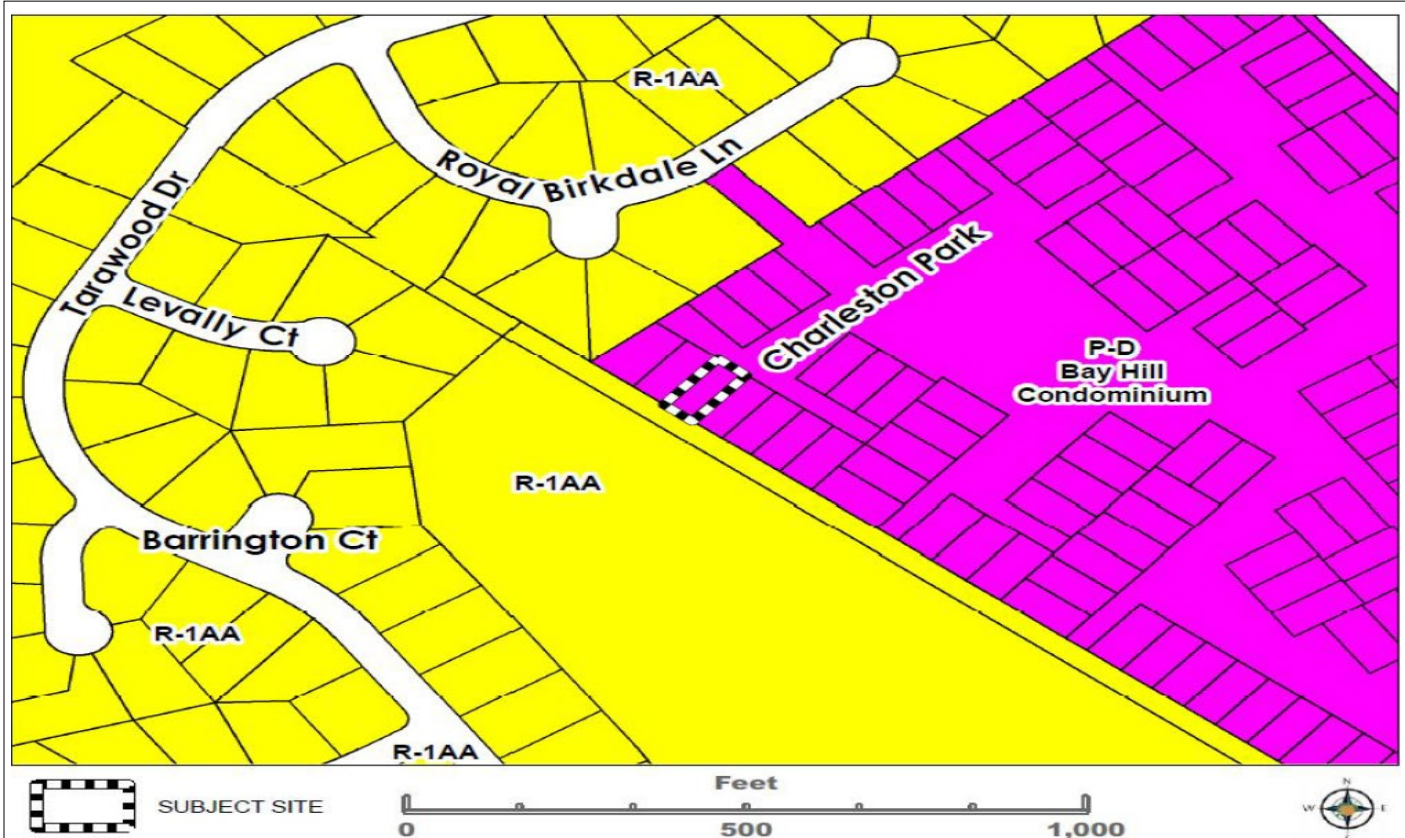 R-1AA
Royal Birkdale Ln
Tarawood Dr
Charleston Park
Levally Ct
P-D
Bay Hill
Condominium
R-1AA
Barrington Ct
R-1AA
R-1AA
SUBJECT SITE
Feet
0 500 1,000
N
W E
S